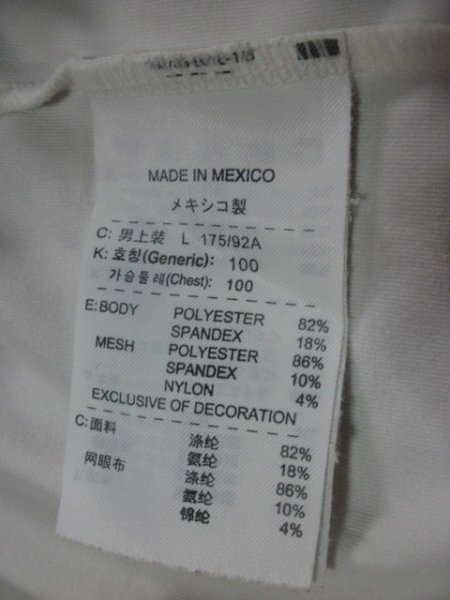 MADE IN MEXICO
メキシコ製
C: 男上装 L 175/92A
K: 호칭(Generic): 100
가슴둘레(Chest): 100
E:BODY POLYESTER 82%
SPANDEX 18%
MESH POLYESTER 86%
SPANDEX 10%
NYLON 4%
EXCLUSIVE OF DECORATION
C:面料 涤纶 82%
氨纶 18%
网眼布 涤纶 86%
氨纶 10%
锦纶 4%